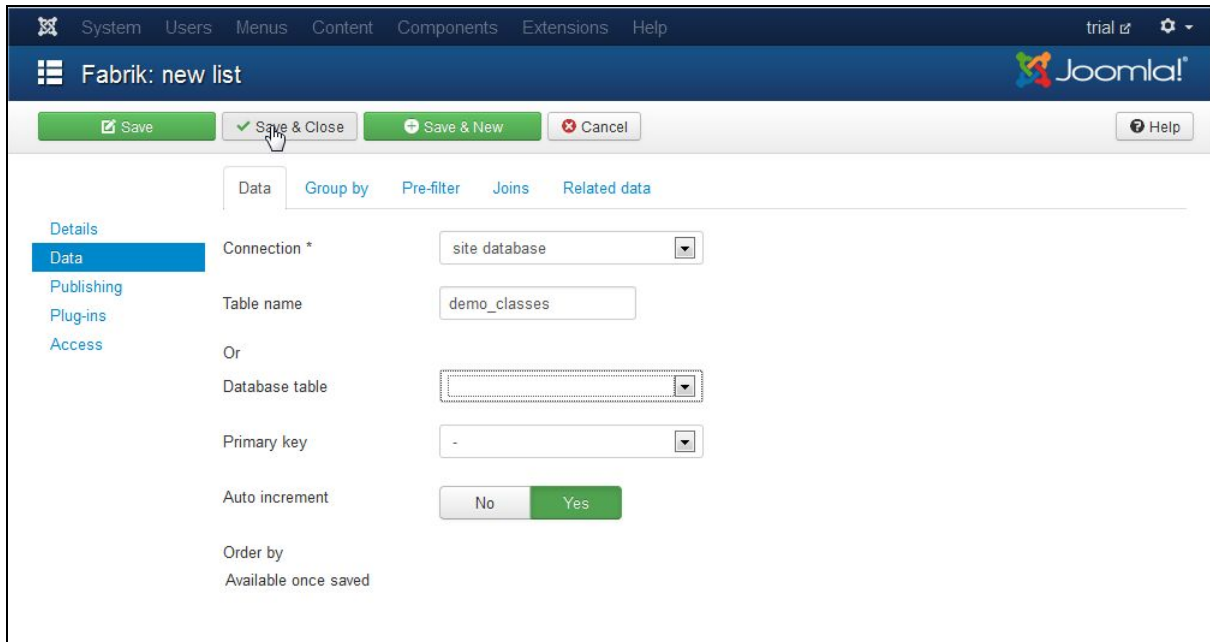 System Users Menus Content Components Extensions Help trial
Fabrik: new list Joomla!
Save Save & Close Save & New Cancel Help
Data Group by Pre-filter Joins Related data
Details
Data
Publishing
Plug-ins
Access
Connection * site database
Table name demo_classes
Or
Database table
Primary key -
Auto increment No Yes
Order by
Available once saved